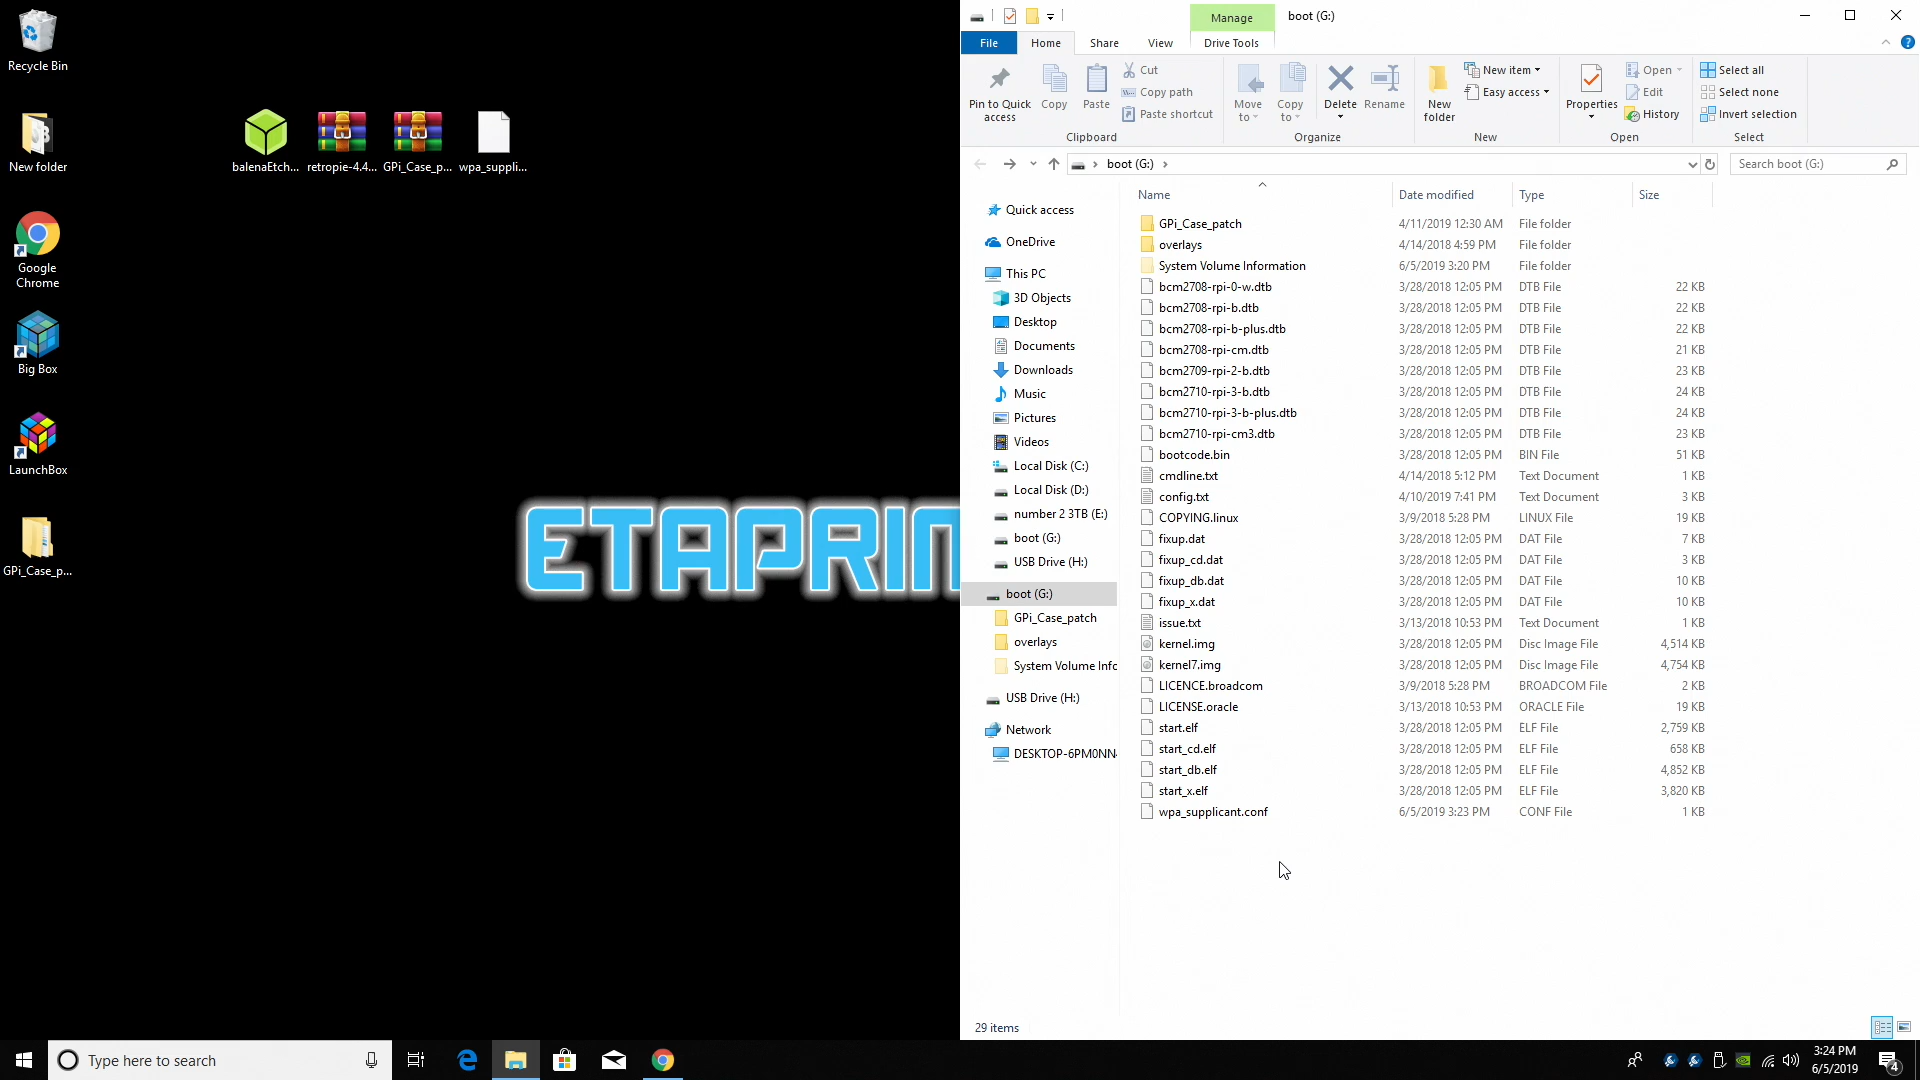 Recycle Bin
New folder
Google Chrome
Big Box
LaunchBox
GPi_Case_p...
balenaEtch...
retropie-4.4...
GPi_Case_p...
wpa_suppli...
ETAPRIN
Manage
boot (G:)
File
Home
Share
View
Drive Tools
Pin to Quick access
Copy
Paste
Cut
Copy path
Paste shortcut
Clipboard
Move to
Copy to
Delete
Rename
Organize
New folder
New item
Easy access
New
Properties
Open
Edit
History
Open
Select all
Select none
Invert selection
Select
boot (G:)
Search boot (G:)
Quick access
OneDrive
This PC
3D Objects
Desktop
Documents
Downloads
Music
Pictures
Videos
Local Disk (C:)
Local Disk (D:)
number 2 3TB (E:)
boot (G:)
USB Drive (H:)
boot (G:)
GPi_Case_patch
overlays
System Volume Info
USB Drive (H:)
Network
DESKTOP-6PM0NN
Name Date modified Type Size
GPi_Case_patch 4/11/2019 12:30 AM File folder
overlays 4/14/2018 4:59 PM File folder
System Volume Information 6/5/2019 3:20 PM File folder
bcm2708-rpi-0-w.dtb 3/28/2018 12:05 PM DTB File 22 KB
bcm2708-rpi-b.dtb 3/28/2018 12:05 PM DTB File 22 KB
bcm2708-rpi-b-plus.dtb 3/28/2018 12:05 PM DTB File 22 KB
bcm2708-rpi-cm.dtb 3/28/2018 12:05 PM DTB File 21 KB
bcm2709-rpi-2-b.dtb 3/28/2018 12:05 PM DTB File 23 KB
bcm2710-rpi-3-b.dtb 3/28/2018 12:05 PM DTB File 24 KB
bcm2710-rpi-3-b-plus.dtb 3/28/2018 12:05 PM DTB File 24 KB
bcm2710-rpi-cm3.dtb 3/28/2018 12:05 PM DTB File 23 KB
bootcode.bin 3/28/2018 12:05 PM BIN File 51 KB
cmdline.txt 4/14/2018 5:12 PM Text Document 1 KB
config.txt 4/10/2019 7:41 PM Text Document 3 KB
COPYING.linux 3/9/2018 5:28 PM LINUX File 19 KB
fixup.dat 3/28/2018 12:05 PM DAT File 7 KB
fixup_cd.dat 3/28/2018 12:05 PM DAT File 3 KB
fixup_db.dat 3/28/2018 12:05 PM DAT File 10 KB
fixup_x.dat 3/28/2018 12:05 PM DAT File 10 KB
issue.txt 3/13/2018 10:53 PM Text Document 1 KB
kernel.img 3/28/2018 12:05 PM Disc Image File 4,514 KB
kernel7.img 3/28/2018 12:05 PM Disc Image File 4,754 KB
LICENCE.broadcom 3/9/2018 5:28 PM BROADCOM File 2 KB
LICENSE.oracle 3/13/2018 10:53 PM ORACLE File 19 KB
start.elf 3/28/2018 12:05 PM ELF File 2,759 KB
start_cd.elf 3/28/2018 12:05 PM ELF File 658 KB
start_db.elf 3/28/2018 12:05 PM ELF File 4,852 KB
start_x.elf 3/28/2018 12:05 PM ELF File 3,820 KB
wpa_supplicant.conf 6/5/2019 3:23 PM CONF File 1 KB
29 items
Type here to search
3:24 PM
6/5/2019
4